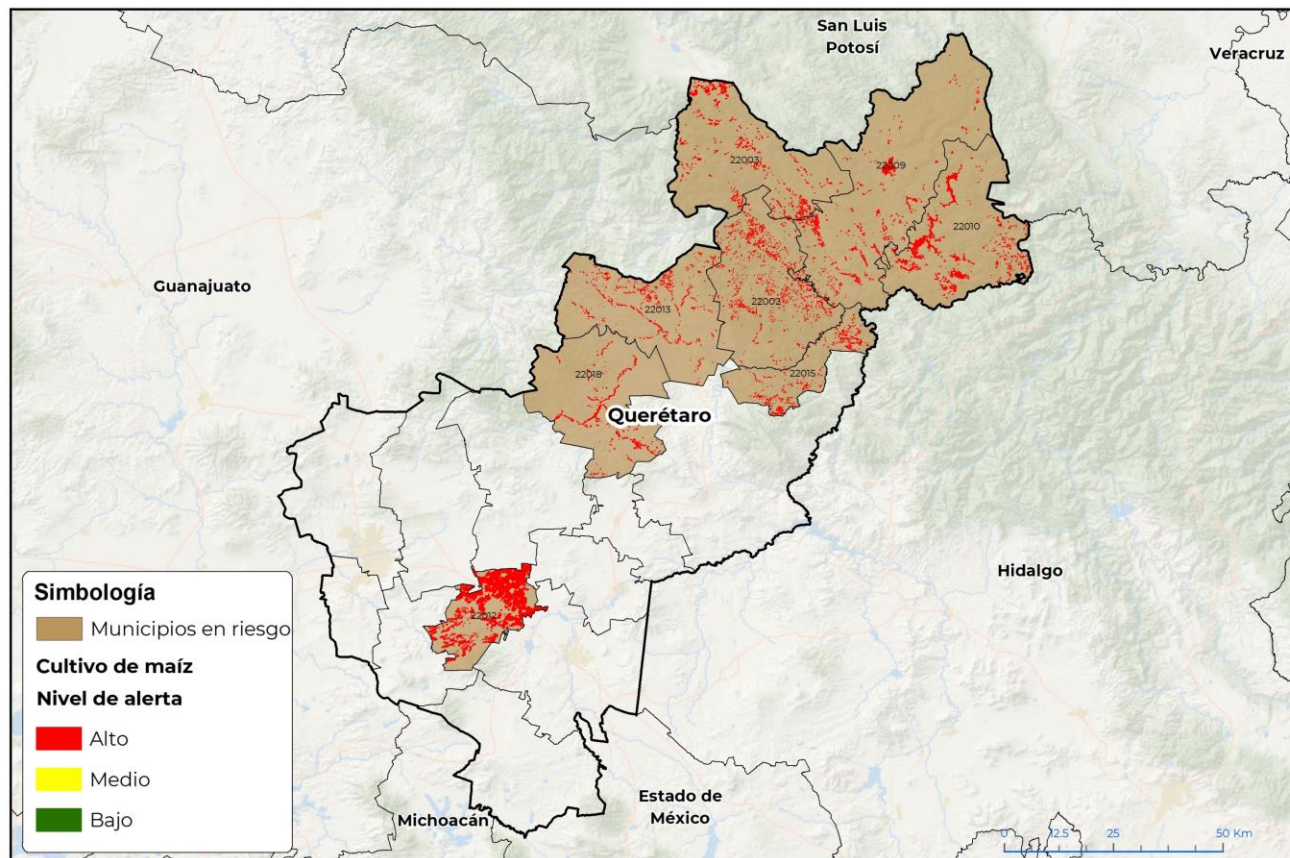 San Luis
Potosí
Veracruz
22003
22009
22010
Guanajuato
22013
22002
22018
22015
Querétaro
Hidalgo
22012
Simbología
Municipios en riesgo
Cultivo de maíz
Nivel de alerta
Alto
Medio
Bajo
Michoacán
Estado de
México
0 12.5 25 50 Km